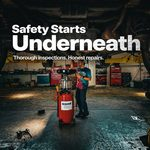 Safety Starts
Underneath
Thorough inspections. Honest repairs.